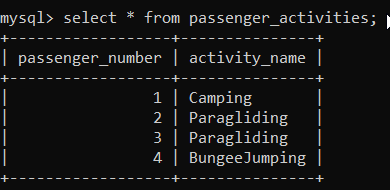 mysql> select * from passenger_activities;
+------------------+---------------+
| passenger_number | activity_name |
+------------------+---------------+
|                1 | Camping       |
|                2 | Paragliding   |
|                3 | Paragliding   |
|                4 | BungeeJumping |
+------------------+---------------+